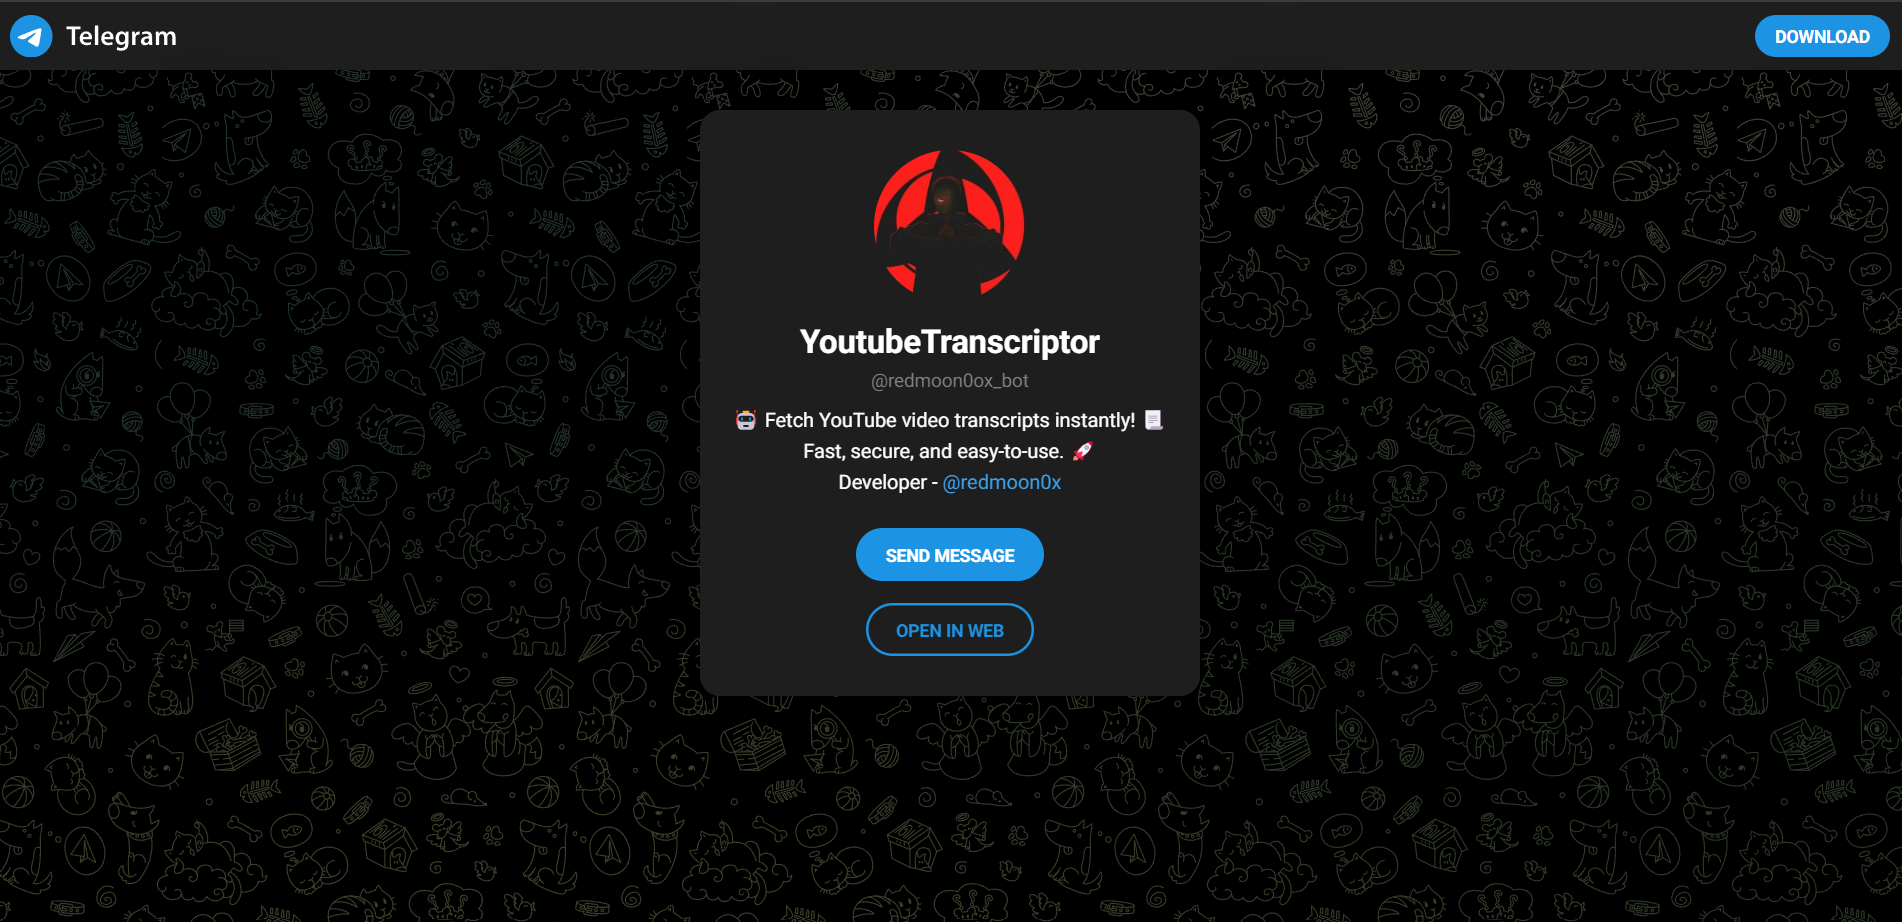 Telegram
DOWNLOAD
YoutubeTranscriptor
@redmoon0ox_bot
🤖 Fetch YouTube video transcripts instantly! 📃
Fast, secure, and easy-to-use. 🚀
Developer - @redmoon0x
SEND MESSAGE
OPEN IN WEB